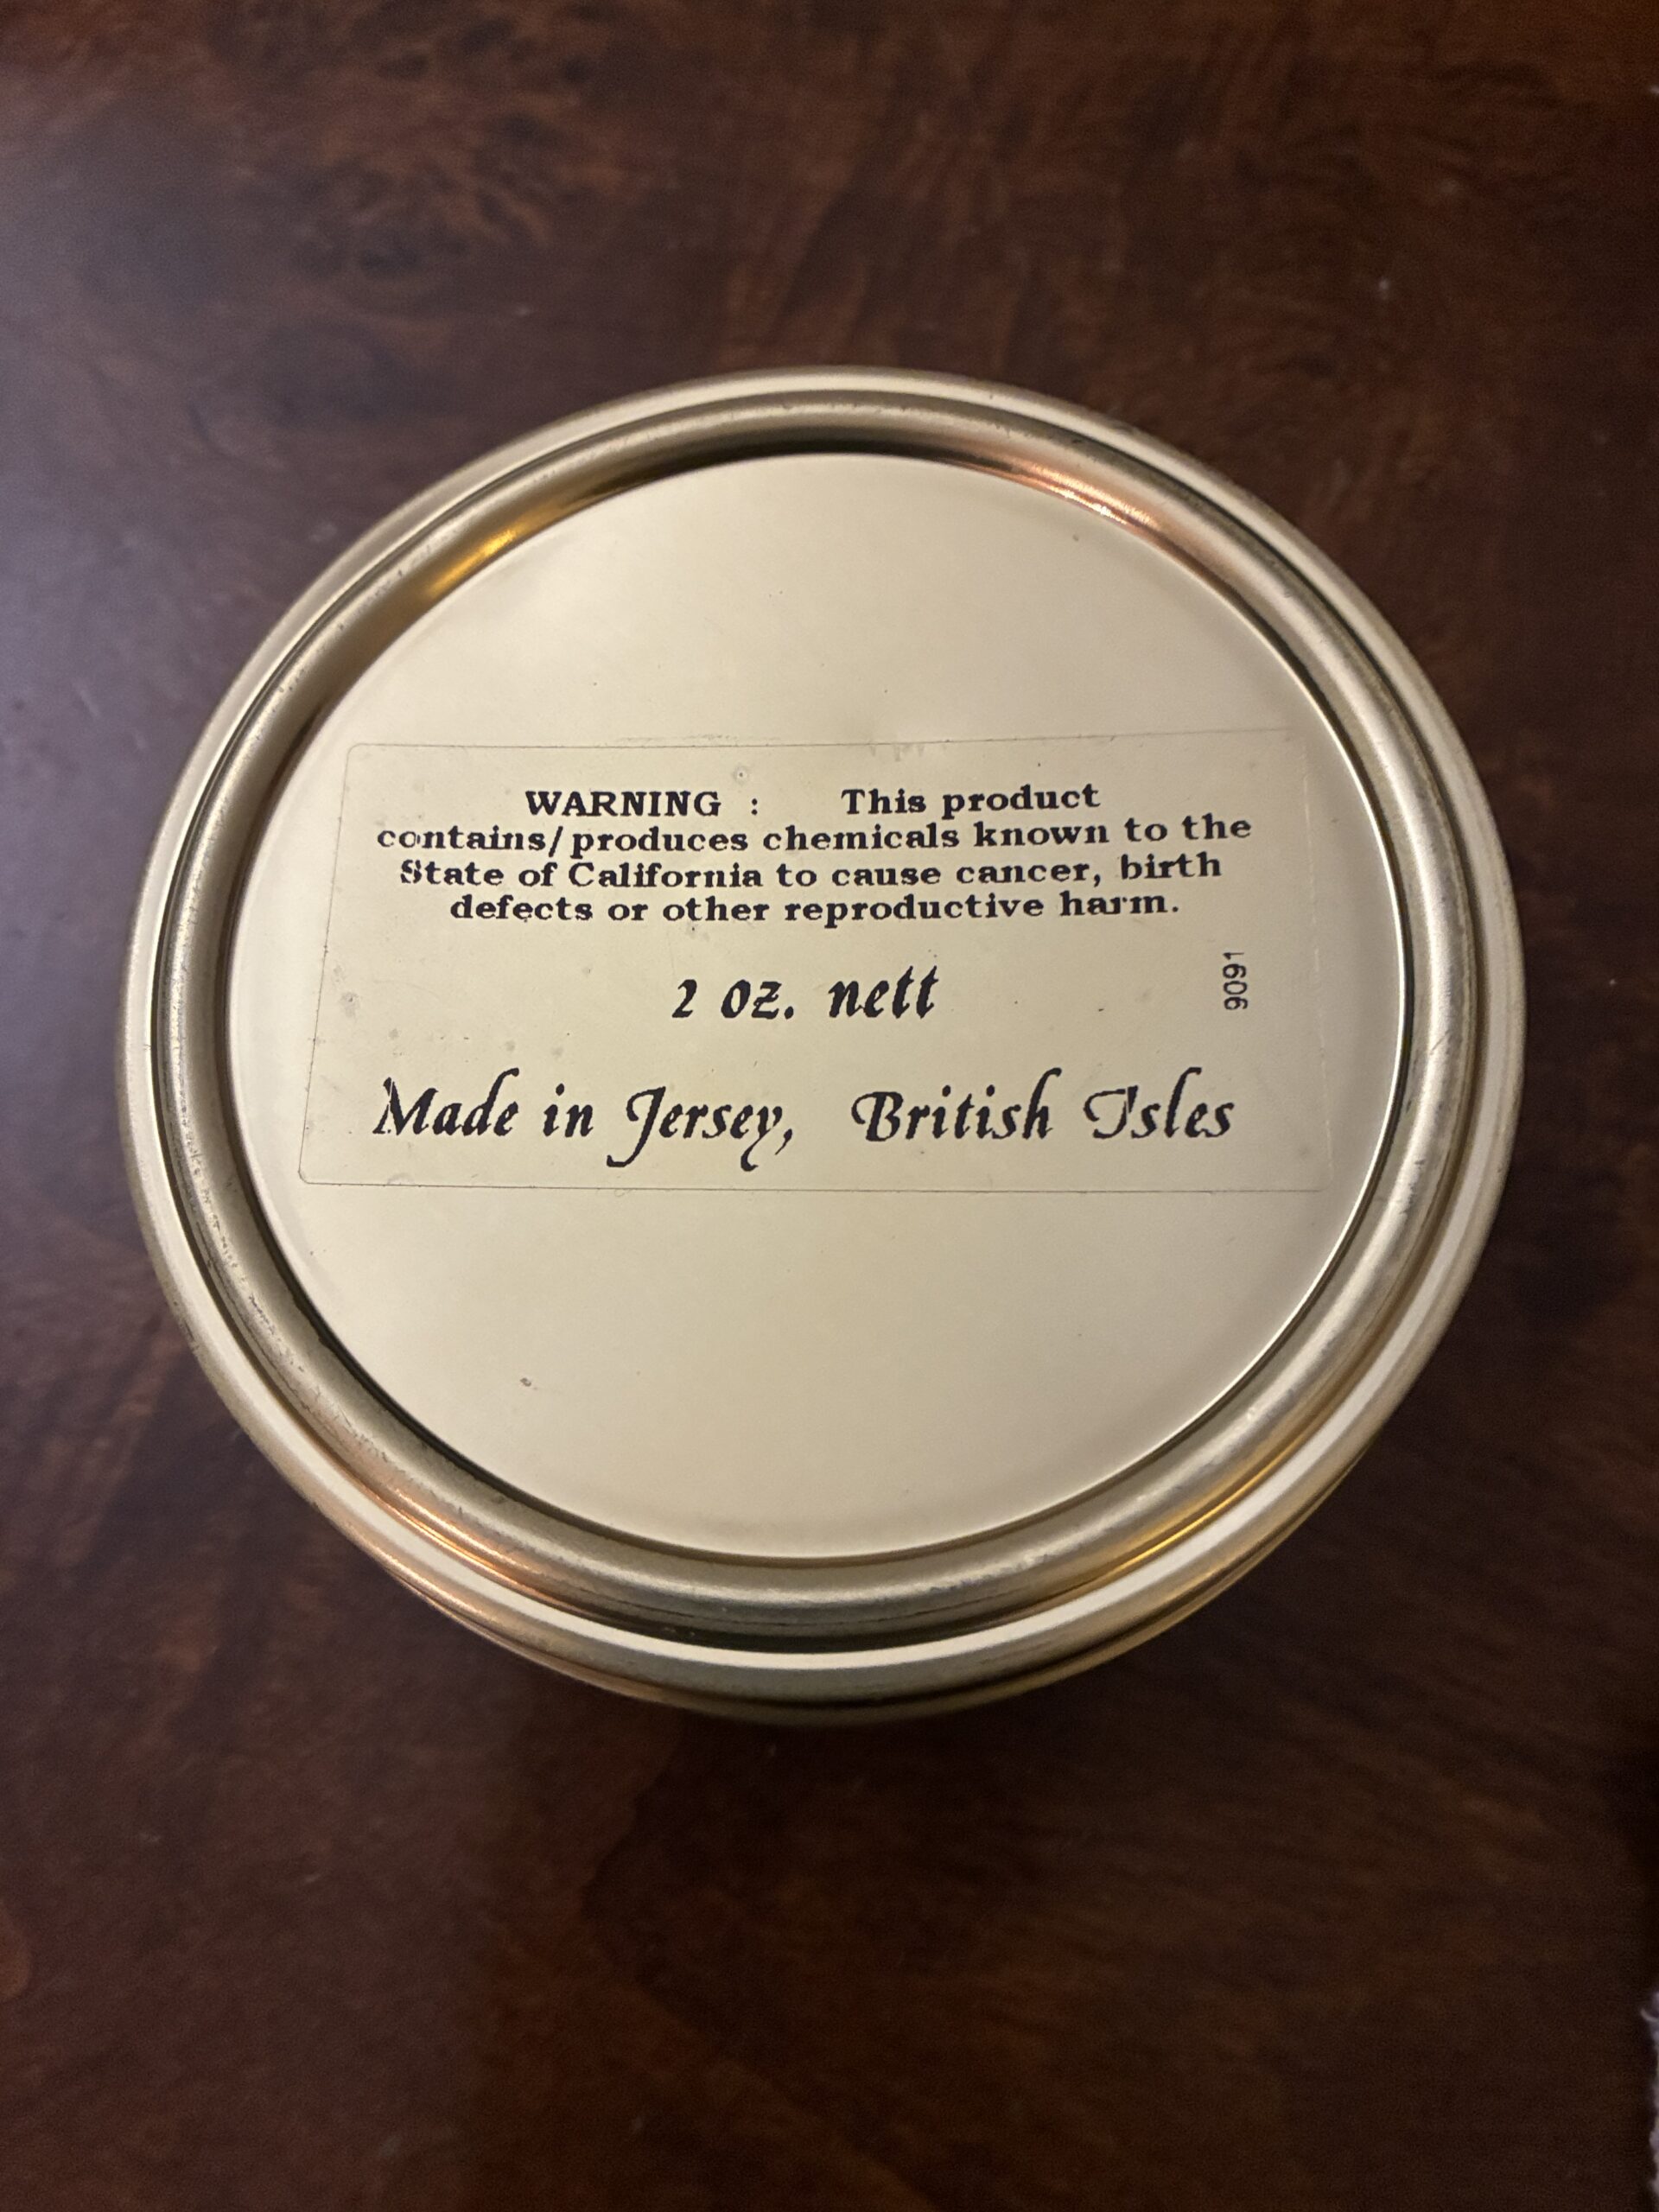 WARNING : This product
contains/produces chemicals known to the
State of California to cause cancer, birth
defects or other reproductive harm.
2 oz. nett
9091
Made in Jersey, British Isles